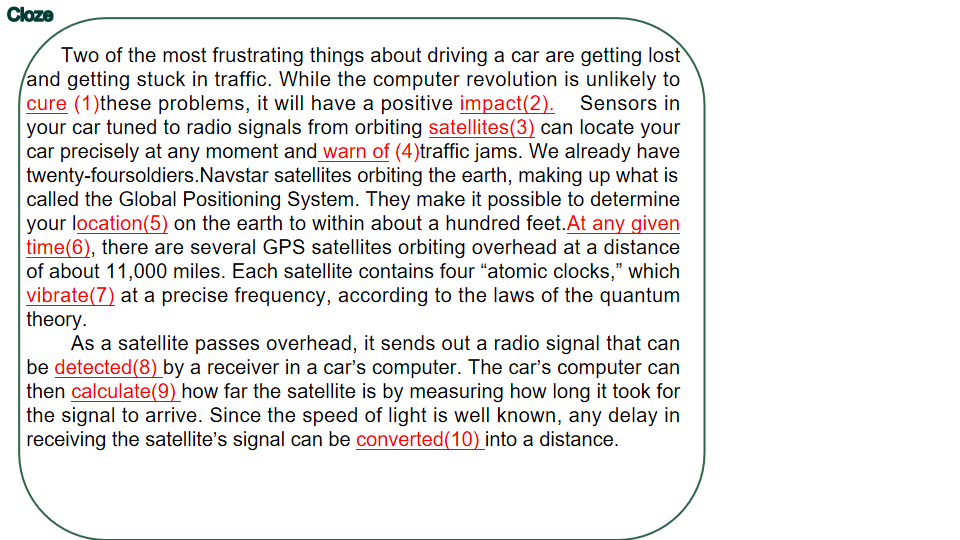 Cloze
Two of the most frustrating things about driving a car are getting lost
and getting stuck in traffic. While the computer revolution is unlikely to
cure (1)these problems, it will have a positive impact(2). Sensors in
your car tuned to radio signals from orbiting satellites(3) can locate your
car precisely at any moment and warn of (4)traffic jams. We already have
twenty-foursoldiers.Navstar satellites orbiting the earth, making up what is
called the Global Positioning System. They make it possible to determine
your location(5) on the earth to within about a hundred feet.At any given
time(6), there are several GPS satellites orbiting overhead at a distance
of about 11,000 miles. Each satellite contains four “atomic clocks,” which
vibrate(7) at a precise frequency, according to the laws of the quantum
theory.
As a satellite passes overhead, it sends out a radio signal that can
be detected(8) by a receiver in a car’s computer. The car’s computer can
then calculate(9) how far the satellite is by measuring how long it took for
the signal to arrive. Since the speed of light is well known, any delay in
receiving the satellite’s signal can be converted(10) into a distance.